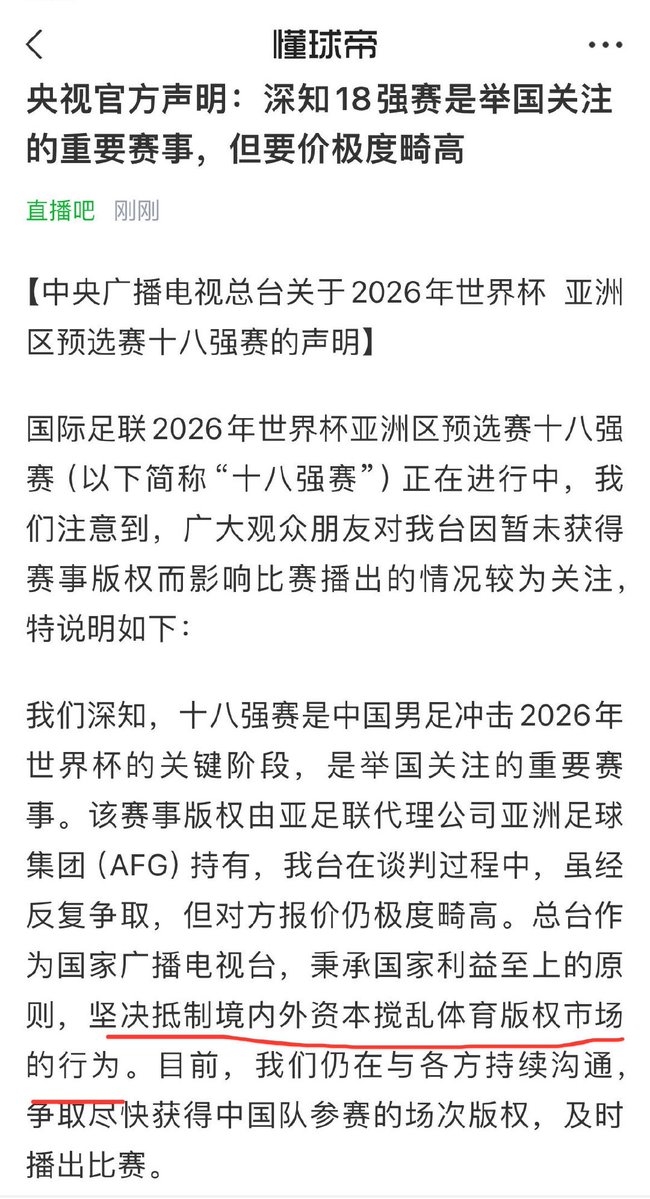 懂球帝
央视官方声明：深知18强赛是举国关注
的重要赛事，但要价极度畸高
直播吧 刚刚
【中央广播电视总台关于2026年世界杯 亚洲
区预选赛十八强赛的声明】
国际足联2026年世界杯亚洲区预选赛十八强
赛（以下简称“十八强赛”）正在进行中，我
们注意到，广大观众朋友对我台因暂未获得
赛事版权而影响比赛播出的情况较为关注，
特说明如下：
我们深知，十八强赛是中国男足冲击2026年
世界杯的关键阶段，是举国关注的重要赛
事。该赛事版权由亚足联代理公司亚洲足球
集团（AFG）持有，我台在谈判过程中，虽经
反复争取，但对方报价仍极度畸高。总台作
为国家广播电视台，秉承国家利益至上的原
则，坚决抵制境内外资本搅乱体育版权市场
的行为。目前，我们仍在与各方持续沟通，
争取尽快获得中国队参赛的场次版权，及时
播出比赛。